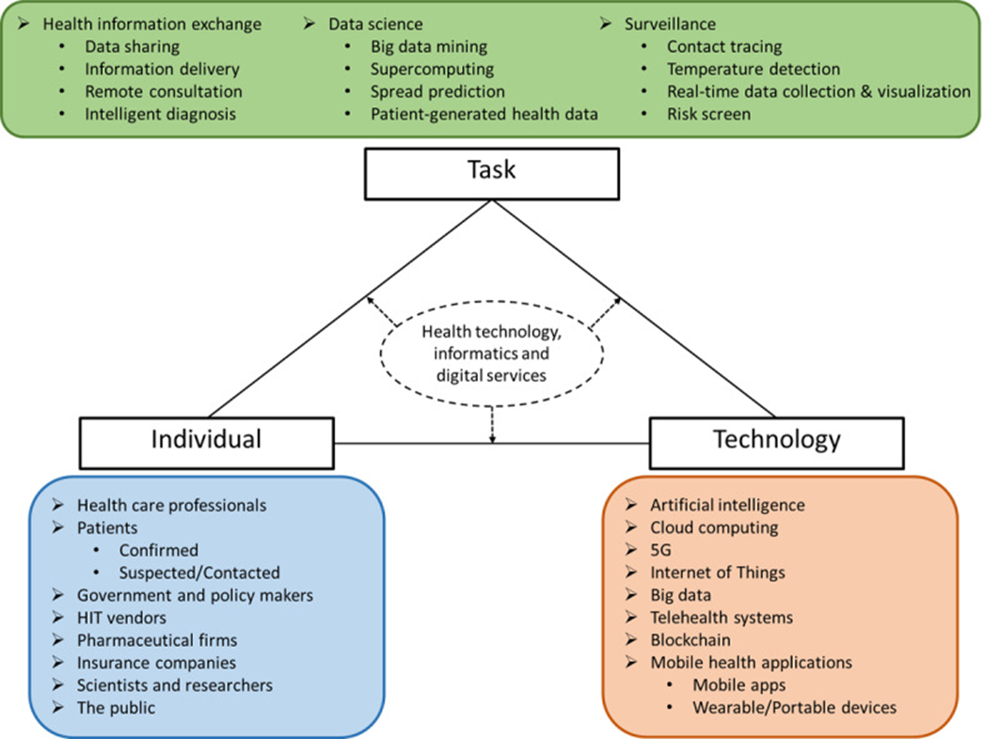 Health information exchange
Data sharing
Information delivery
Remote consultation
Intelligent diagnosis
Data science
Big data mining
Supercomputing
Spread prediction
Patient-generated health data
Surveillance
Contact tracing
Temperature detection
Real-time data collection & visualization
Risk screen
Task
Health technology,
informatics and
digital services
Individual
Technology
Health care professionals
Patients
Confirmed
Suspected/Contacted
Government and policy makers
HIT vendors
Pharmaceutical firms
Insurance companies
Scientists and researchers
The public
Artificial intelligence
Cloud computing
5G
Internet of Things
Big data
Telehealth systems
Blockchain
Mobile health applications
Mobile apps
Wearable/Portable devices